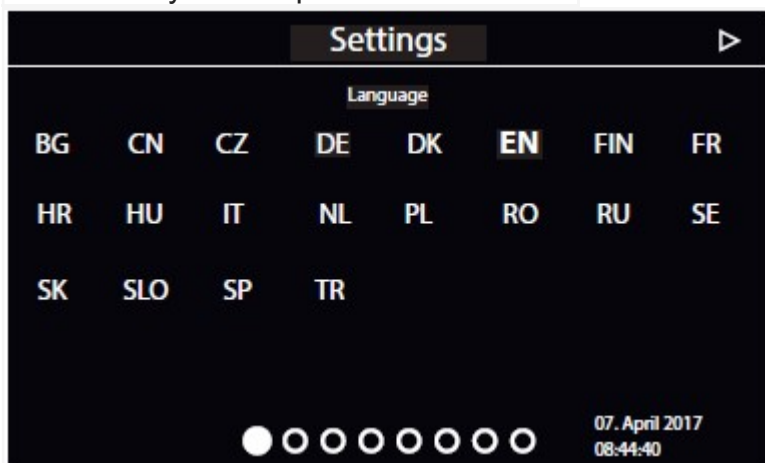 Settings
Language
BG CN CZ DE DK EN FIN FR
HR HU IT NL PL RO RU SE
SK SLO SP TR
07. April 2017
08:44:40